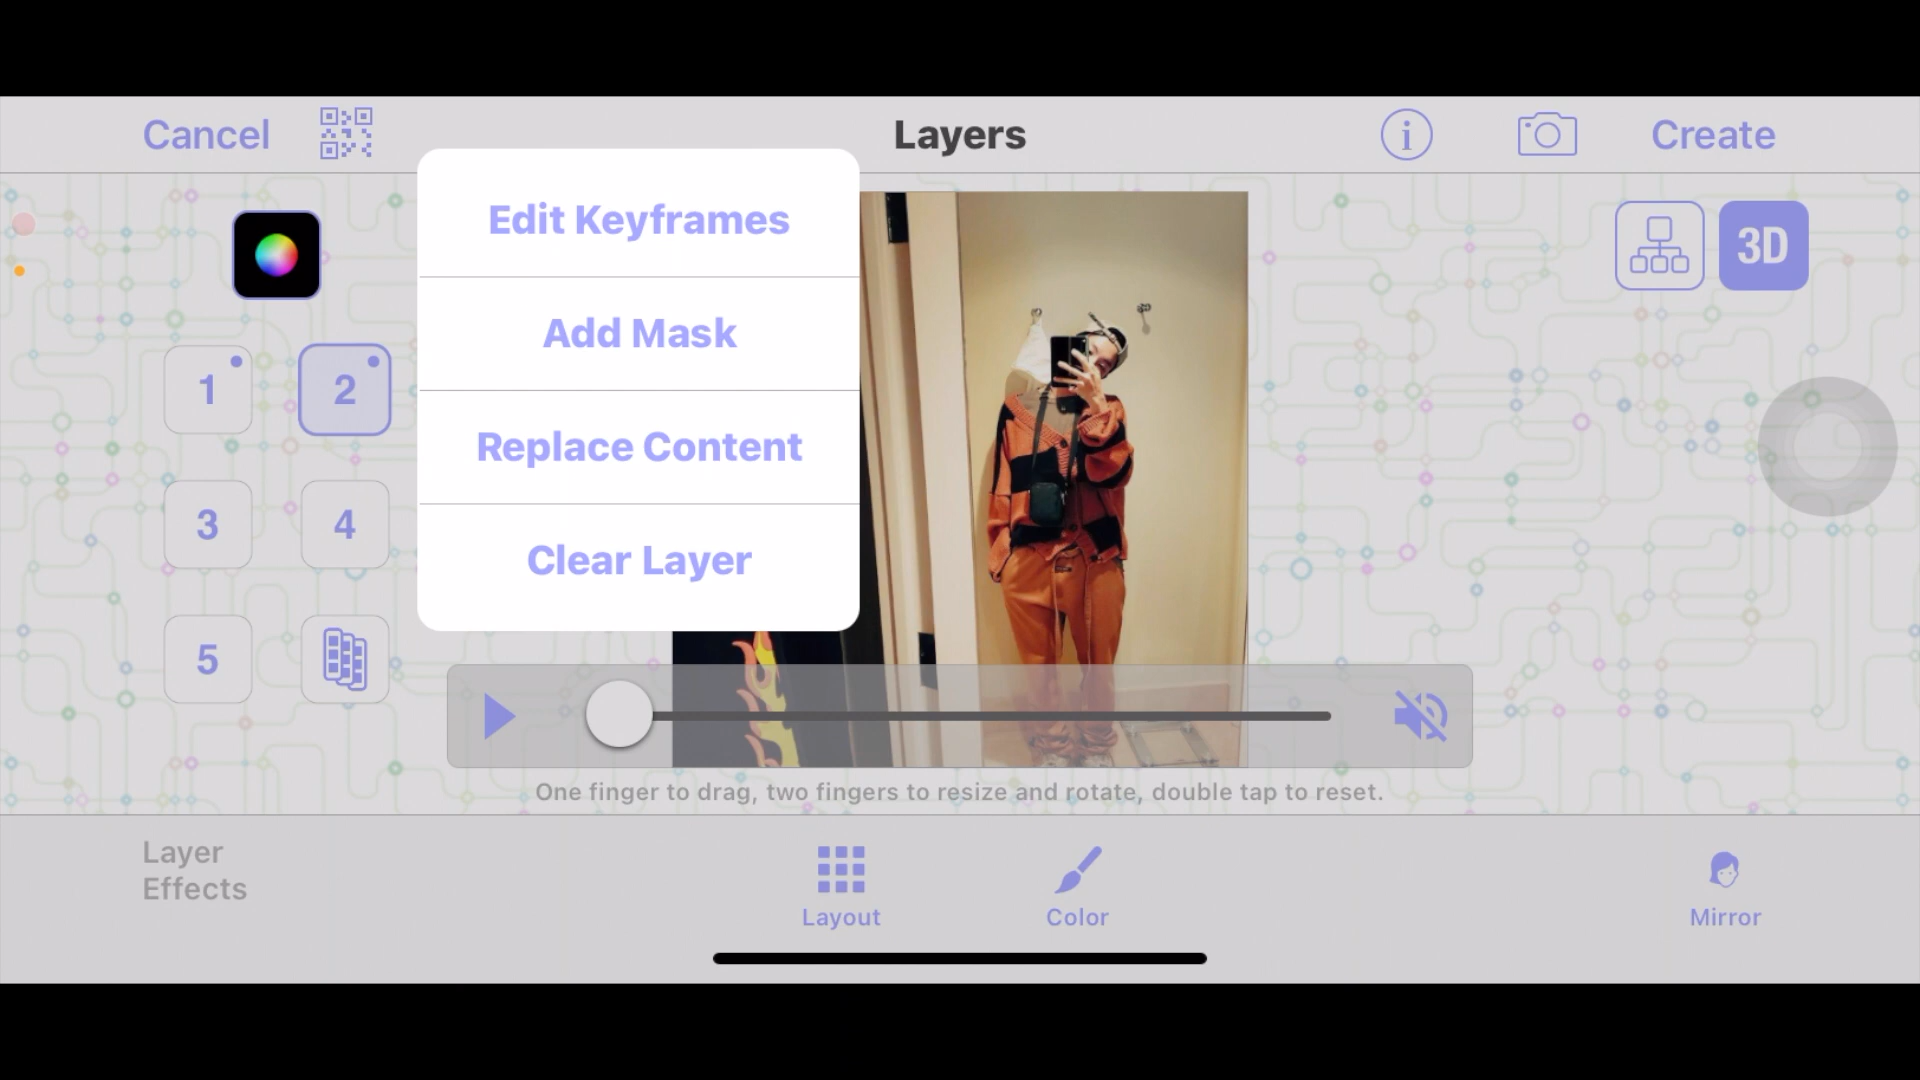 Cancel
Layers
Create
Edit Keyframes
Add Mask
Replace Content
Clear Layer
3D
1
2
3
4
5
One finger to drag, two fingers to resize and rotate, double tap to reset.
Layer
Effects
Layout
Color
Mirror